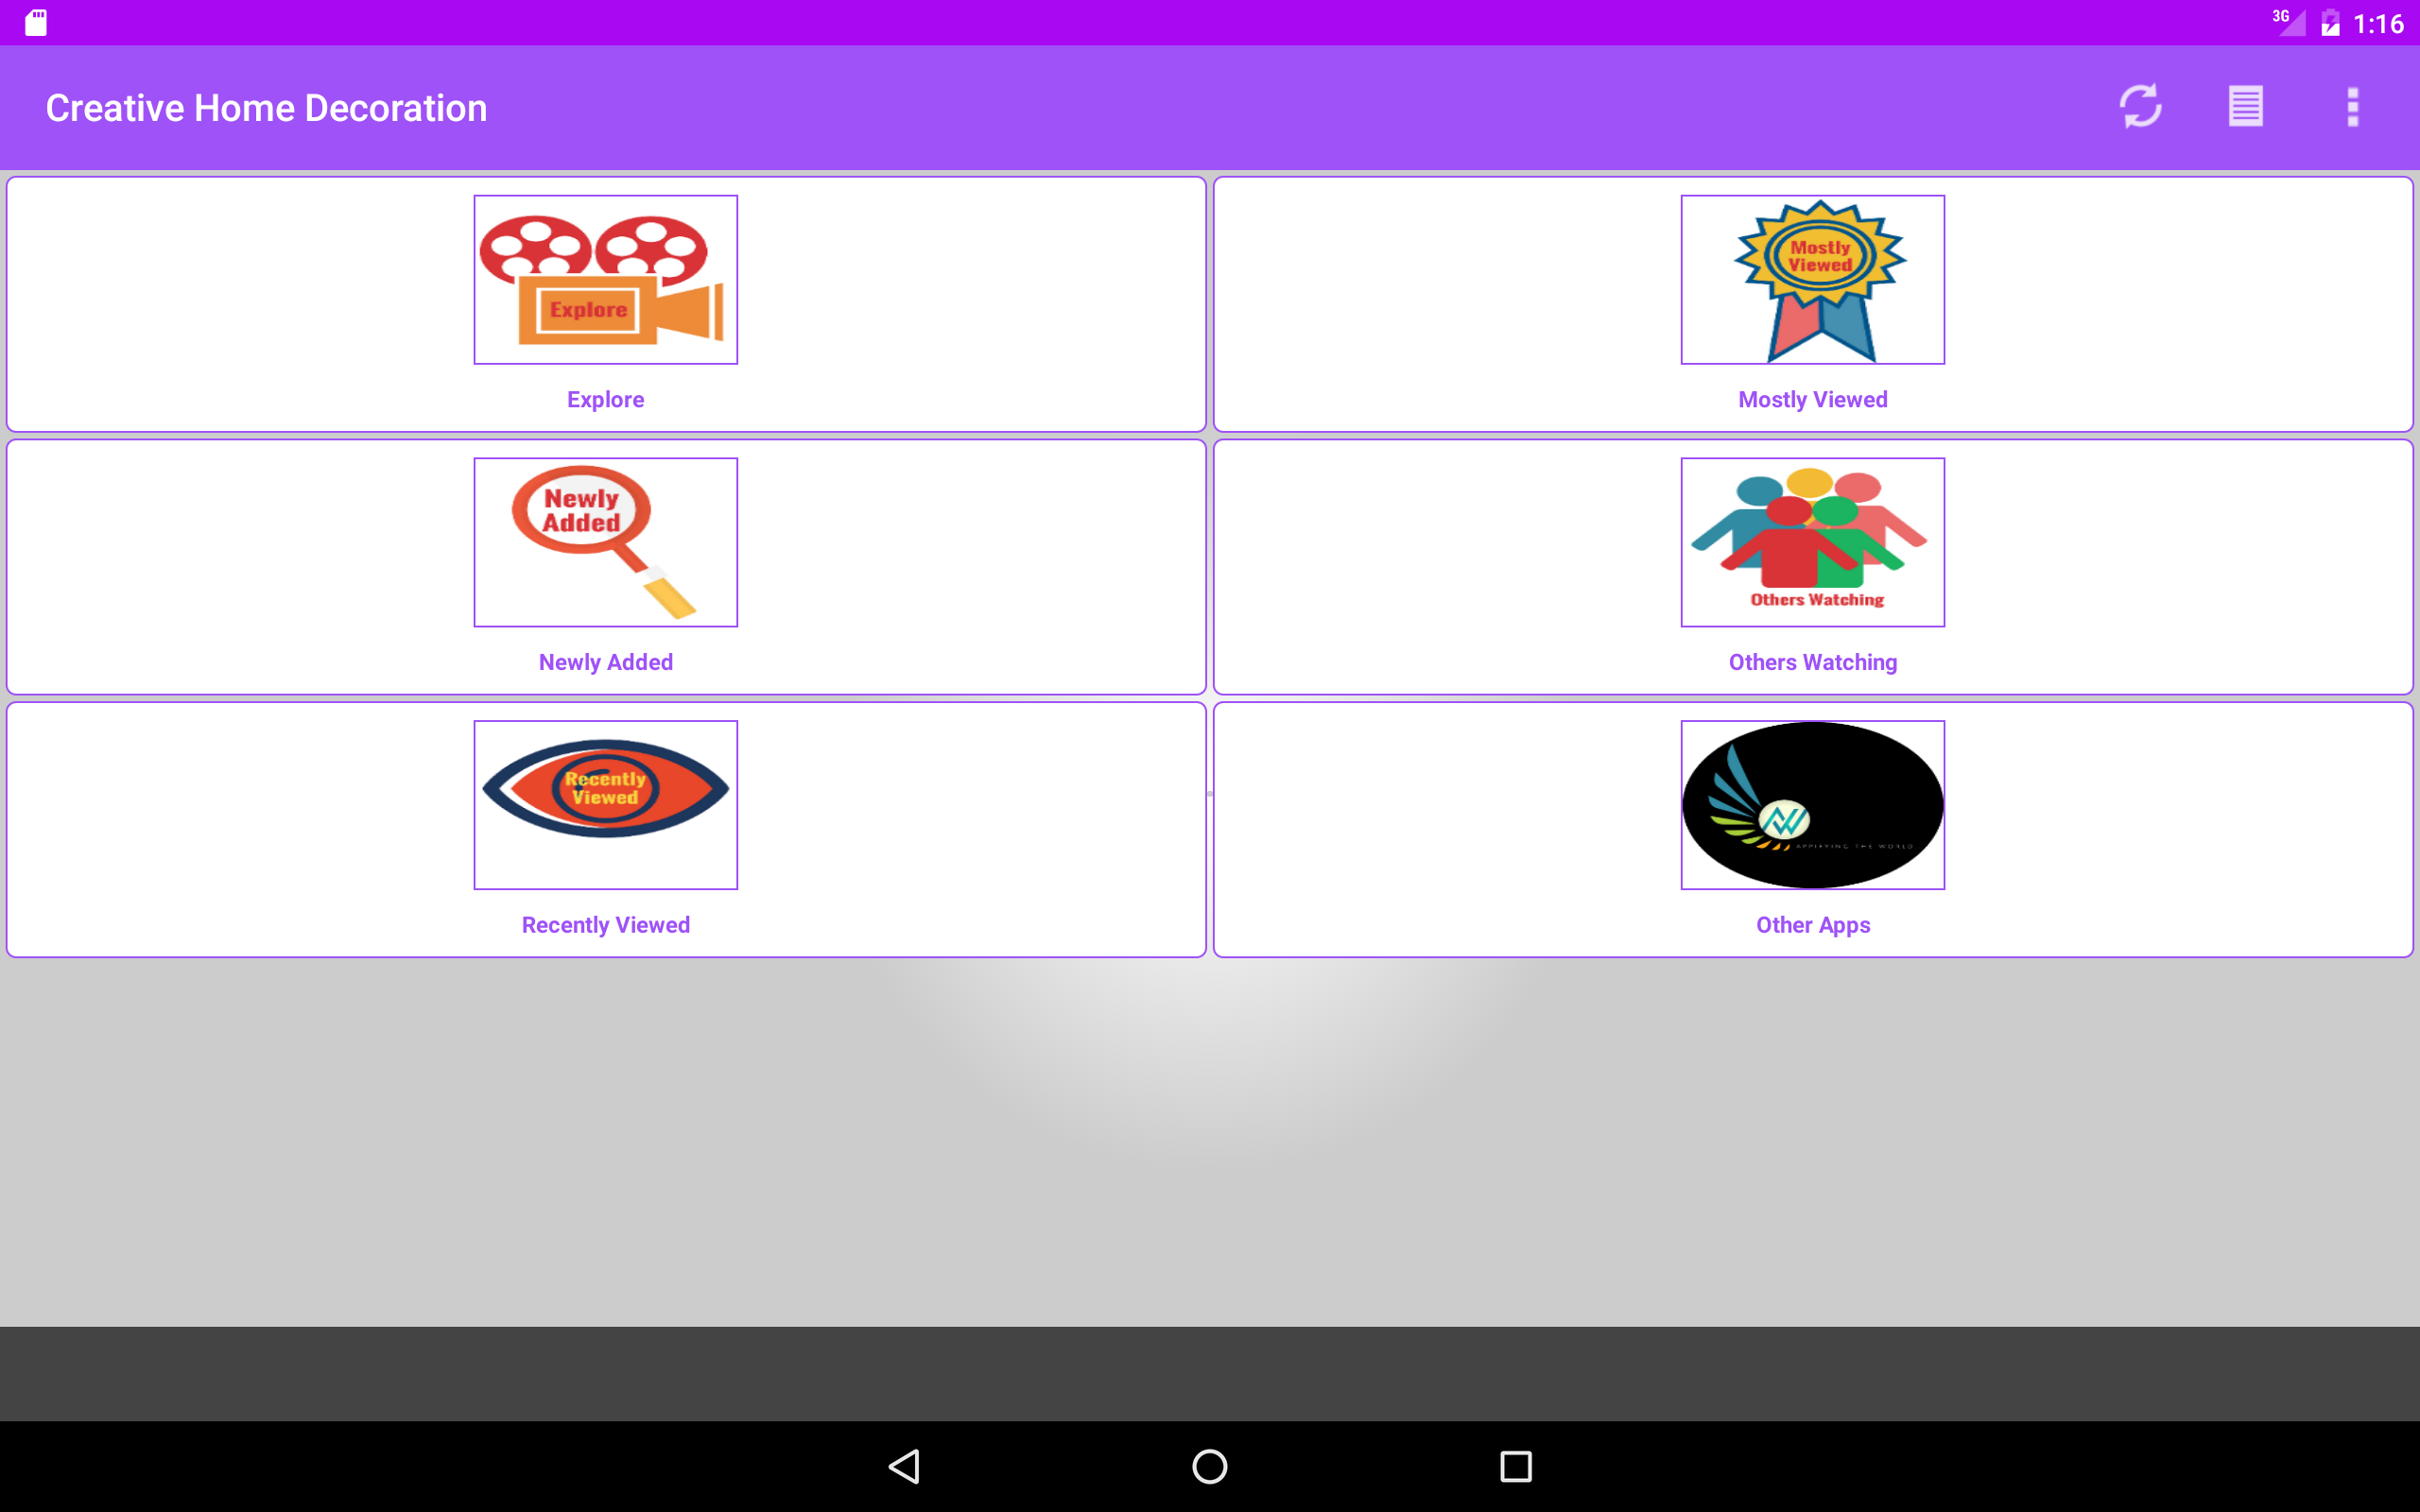 3G 1:16
Creative Home Decoration
Explore
Explore
Mostly
Viewed
Mostly Viewed
Newly
Added
Newly Added
Others Watching
Others Watching
Recently
Viewed
Recently Viewed
APPIFYING THE WORLD
Other Apps